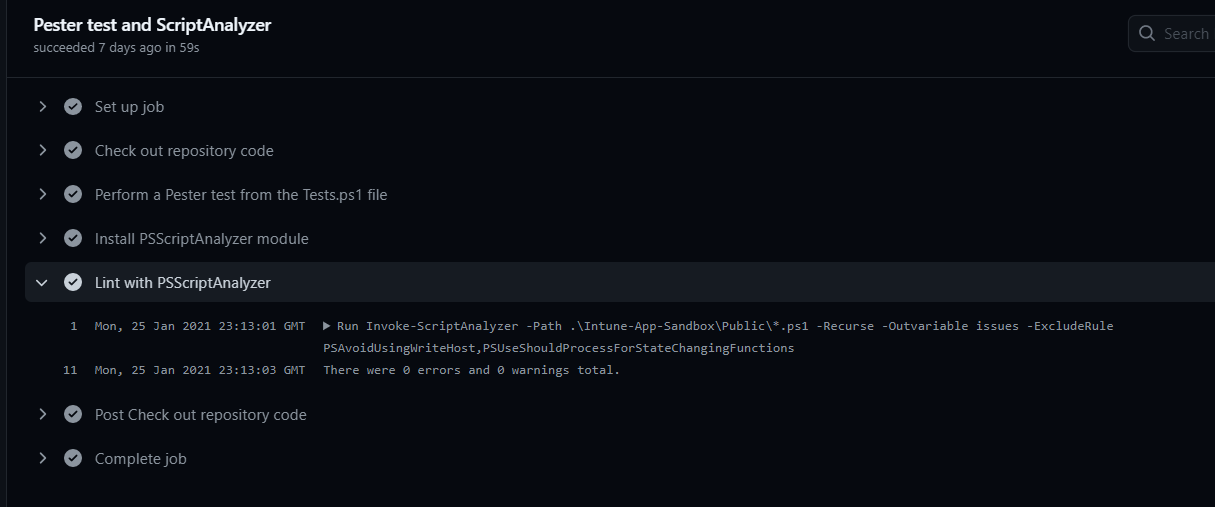 Pester test and ScriptAnalyzer
succeeded 7 days ago in 59s
Search
Set up job
Check out repository code
Perform a Pester test from the Tests.ps1 file
Install PSScriptAnalyzer module
Lint with PSScriptAnalyzer
1 Mon, 25 Jan 2021 23:13:01 GMT Run Invoke-ScriptAnalyzer -Path .\Intune-App-Sandbox\Public\*.ps1 -Recurse -Outvariable issues -ExcludeRule
PSAvoidUsingWriteHost,PSUseShouldProcessForStateChangingFunctions
11 Mon, 25 Jan 2021 23:13:03 GMT There were 0 errors and 0 warnings total.
Post Check out repository code
Complete job